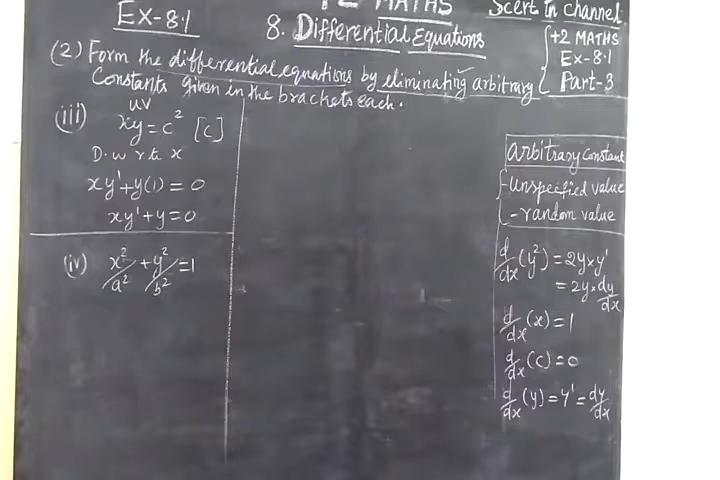 EX-8.1
+2 MATHS
Scert Tn channel
8. Differential Equations
+2 MATHS
EX-8.1
Part-3
(2) Form the differential equations by eliminating arbitrary
Constants given in the brackets each.
(iii) xy = c² [c]
uv
D. w r to x
xy' + y(1) = 0
xy' + y = 0
(iv) x²/a² + y²/b² = 1
arbitrary constant
- unspecified value
- random value
d/dx (y²) = 2y × y'
= 2y × dy/dx
d/dx (x) = 1
d/dx (c) = 0
d/dx (y) = y' = dy/dx